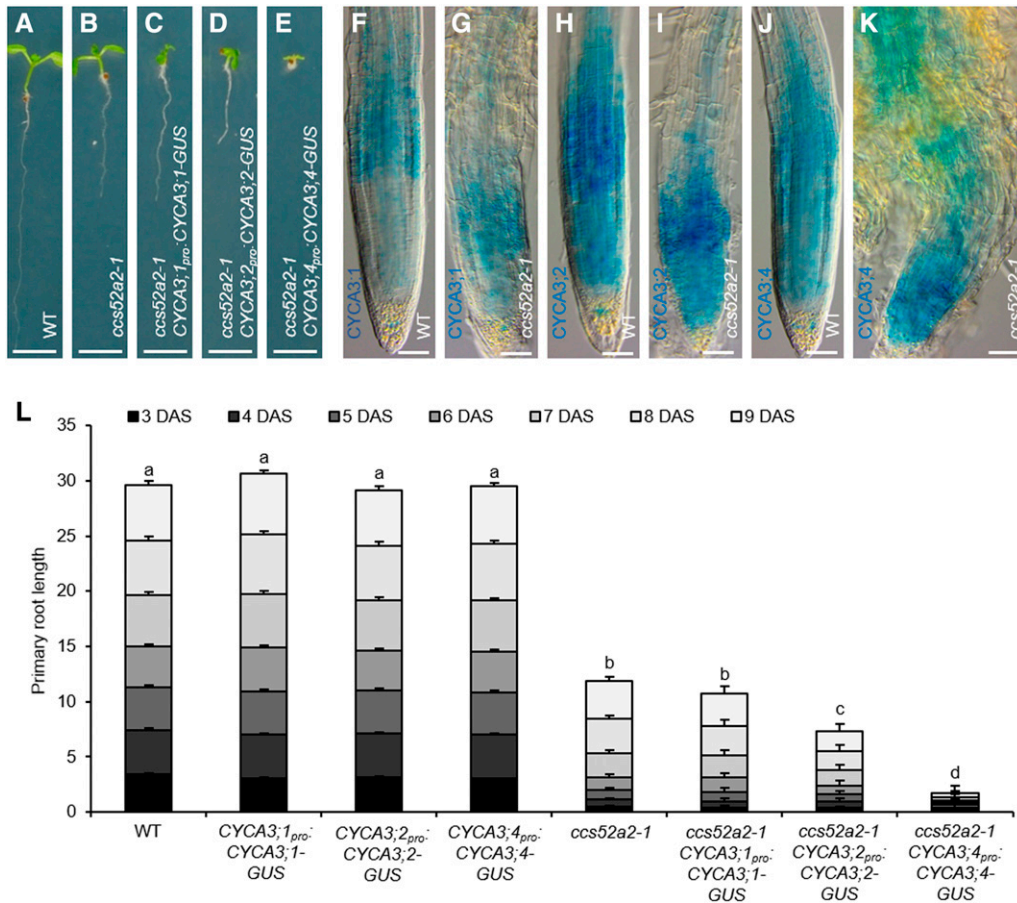 A
WT
B
ccs52a2-1
C
ccs52a2-1
CYCA3;1pro:CYCA3;1-GUS
D
ccs52a2-1
CYCA3;2pro:CYCA3;2-GUS
E
ccs52a2-1
CYCA3;4pro:CYCA3;4-GUS
F
CYCA3;1
WT
G
CYCA3;1
ccs52a2-1
H
CYCA3;2
WT
I
CYCA3;2
ccs52a2-1
J
CYCA3;4
WT
K
CYCA3;4
ccs52a2-1
L
3 DAS 4 DAS 5 DAS 6 DAS 7 DAS 8 DAS 9 DAS
Primary root length
35
30
25
20
15
10
5
0
a a a a b b c d
WT
CYCA3;1pro:
CYCA3;1-
GUS
CYCA3;2pro:
CYCA3;2-
GUS
CYCA3;4pro:
CYCA3;4-
GUS
ccs52a2-1
ccs52a2-1
CYCA3;1pro:
CYCA3;1-
GUS
ccs52a2-1
CYCA3;2pro:
CYCA3;2-
GUS
ccs52a2-1
CYCA3;4pro:
CYCA3;4-
GUS